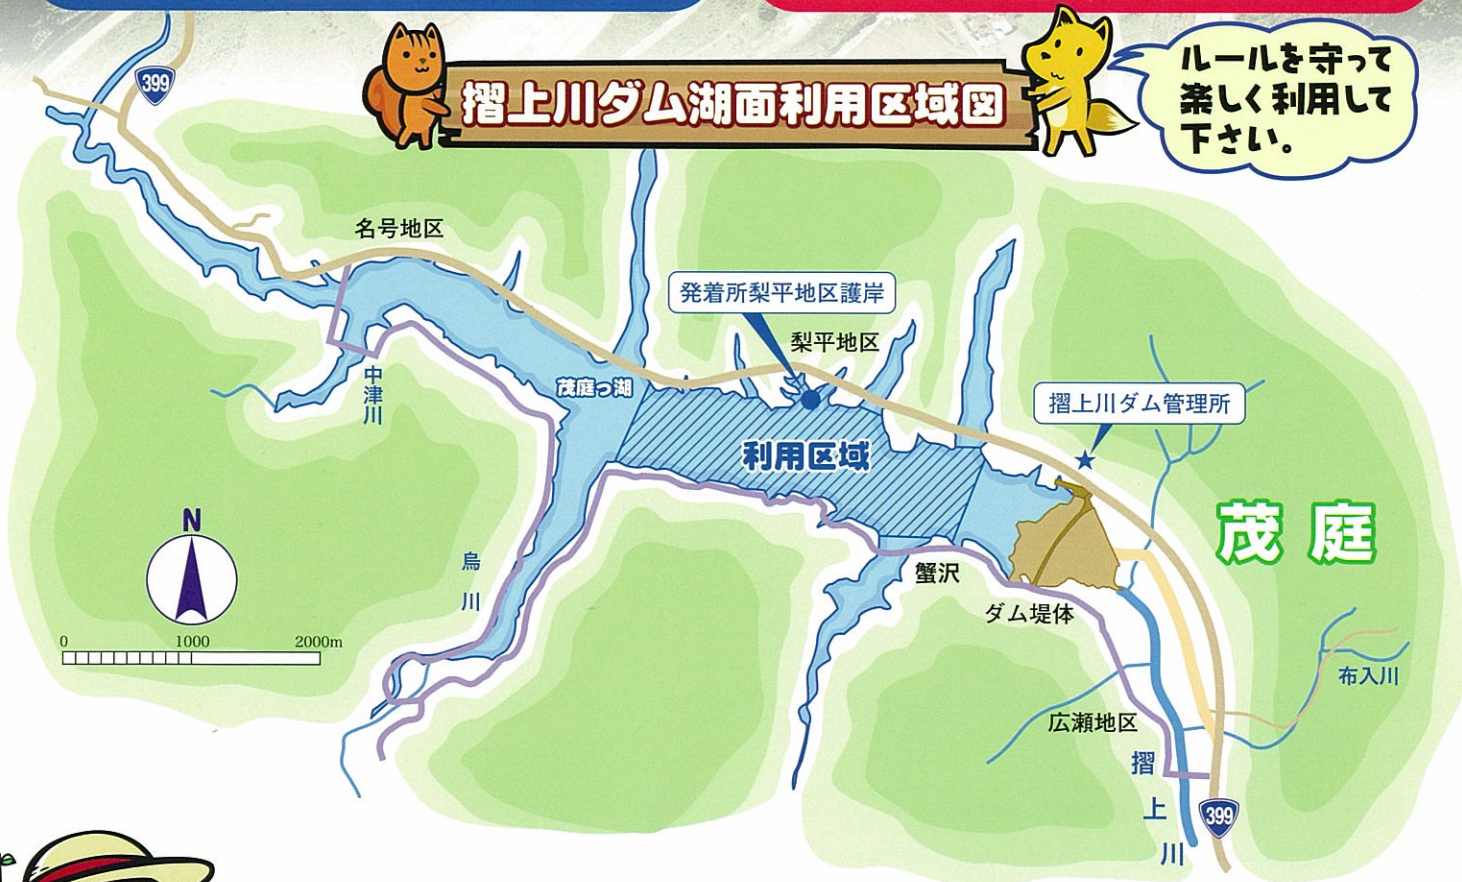 399
摺上川ダム湖面利用区域図
ルールを守って
楽しく利用して
下さい。
名号地区
発着所梨平地区護岸
梨平地区
中津川
茂庭っ湖
摺上川ダム管理所
利用区域
N
茂庭
烏川
蟹沢
ダム堤体
0 1000 2000m
布入川
広瀬地区
摺上川
399